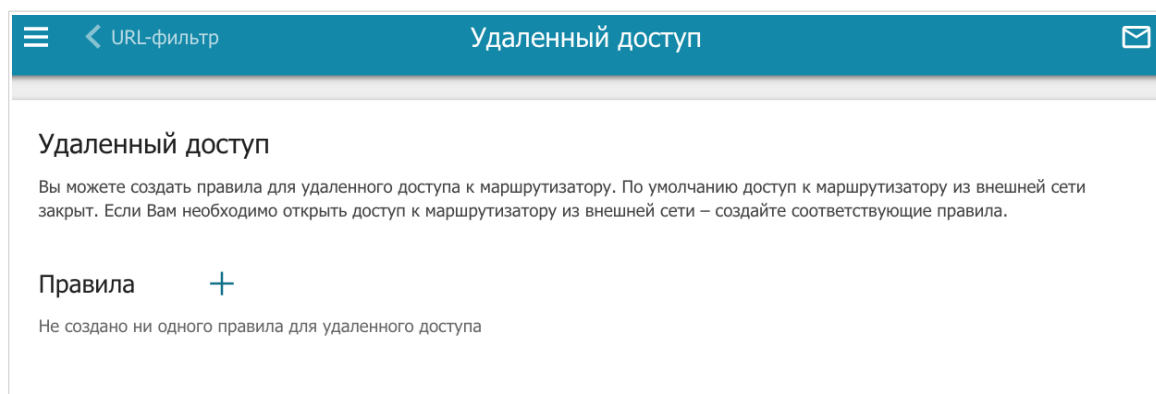 URL-фильтр
Удаленный доступ
Удаленный доступ
Вы можете создать правила для удаленного доступа к маршрутизатору. По умолчанию доступ к маршрутизатору из внешней сети
закрыт. Если Вам необходимо открыть доступ к маршрутизатору из внешней сети – создайте соответствующие правила.
Правила
Не создано ни одного правила для удаленного доступа